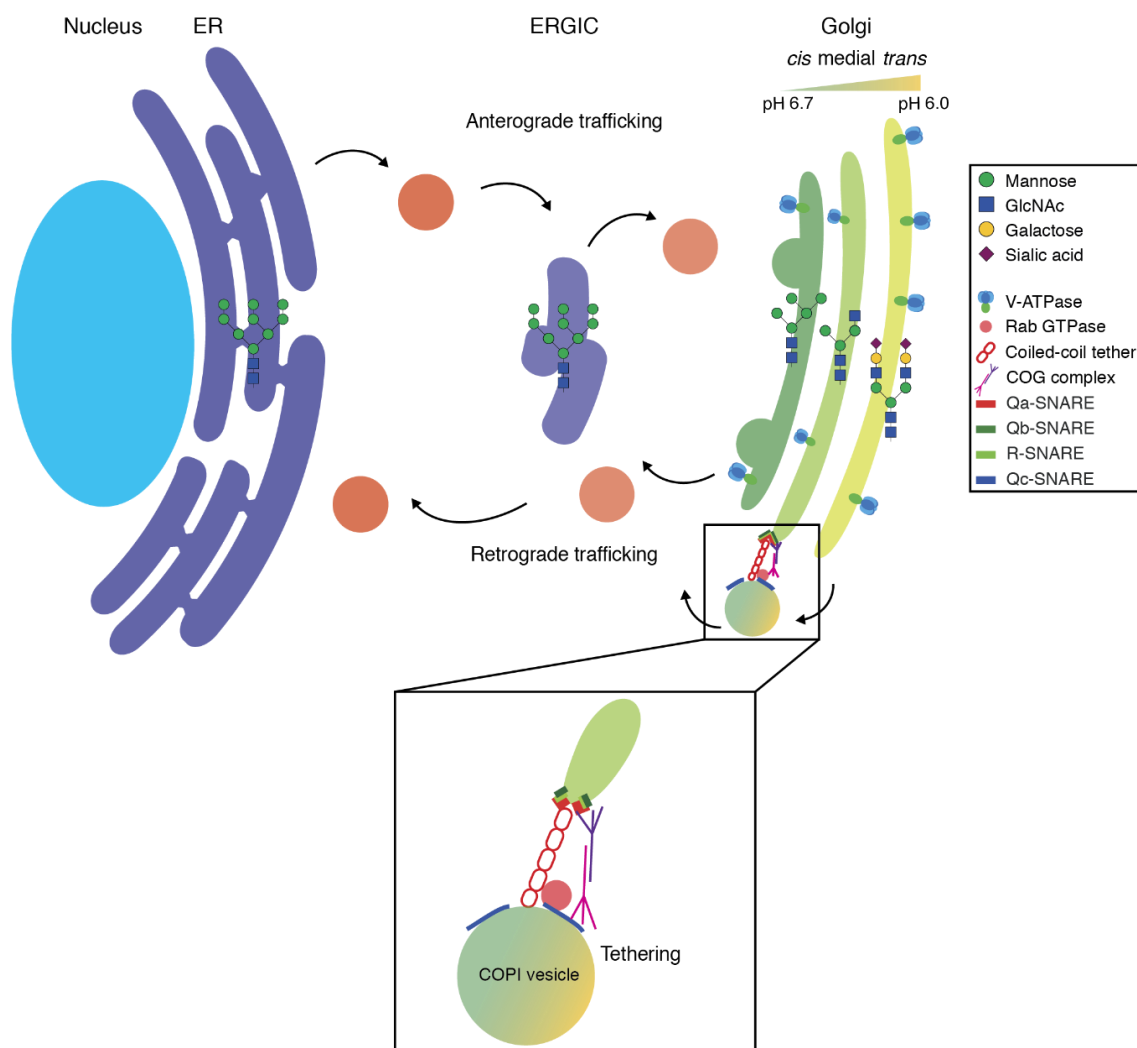 Nucleus
ER
ERGIC
Golgi
cis medial trans
pH 6.7
pH 6.0
Anterograde trafficking
Mannose
GlcNAc
Galactose
Sialic acid
V-ATPase
Rab GTPase
Coiled-coil tether
COG complex
Qa-SNARE
Qb-SNARE
R-SNARE
Qc-SNARE
Retrograde trafficking
Tethering
COPI vesicle